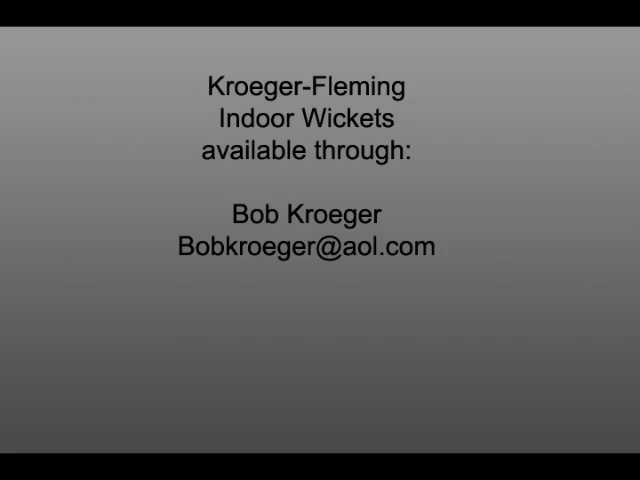 Kroeger-Fleming
Indoor Wickets
available through:
Bob Kroeger
Bobkroeger@aol.com